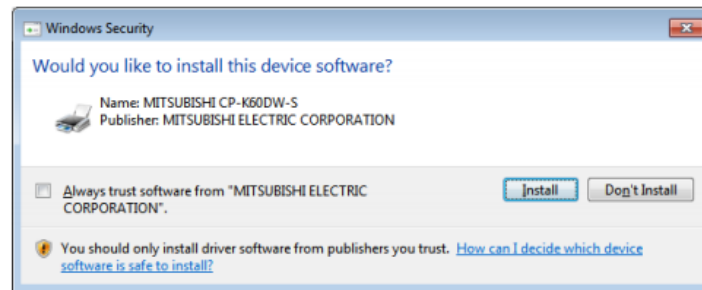 Windows Security
Would you like to install this device software?
Name: MITSUBISHI CP-K60DW-S
Publisher: MITSUBISHI ELECTRIC CORPORATION
Always trust software from "MITSUBISHI ELECTRIC
CORPORATION".
Install
Don't Install
You should only install driver software from publishers you trust. How can I decide which device
software is safe to install?